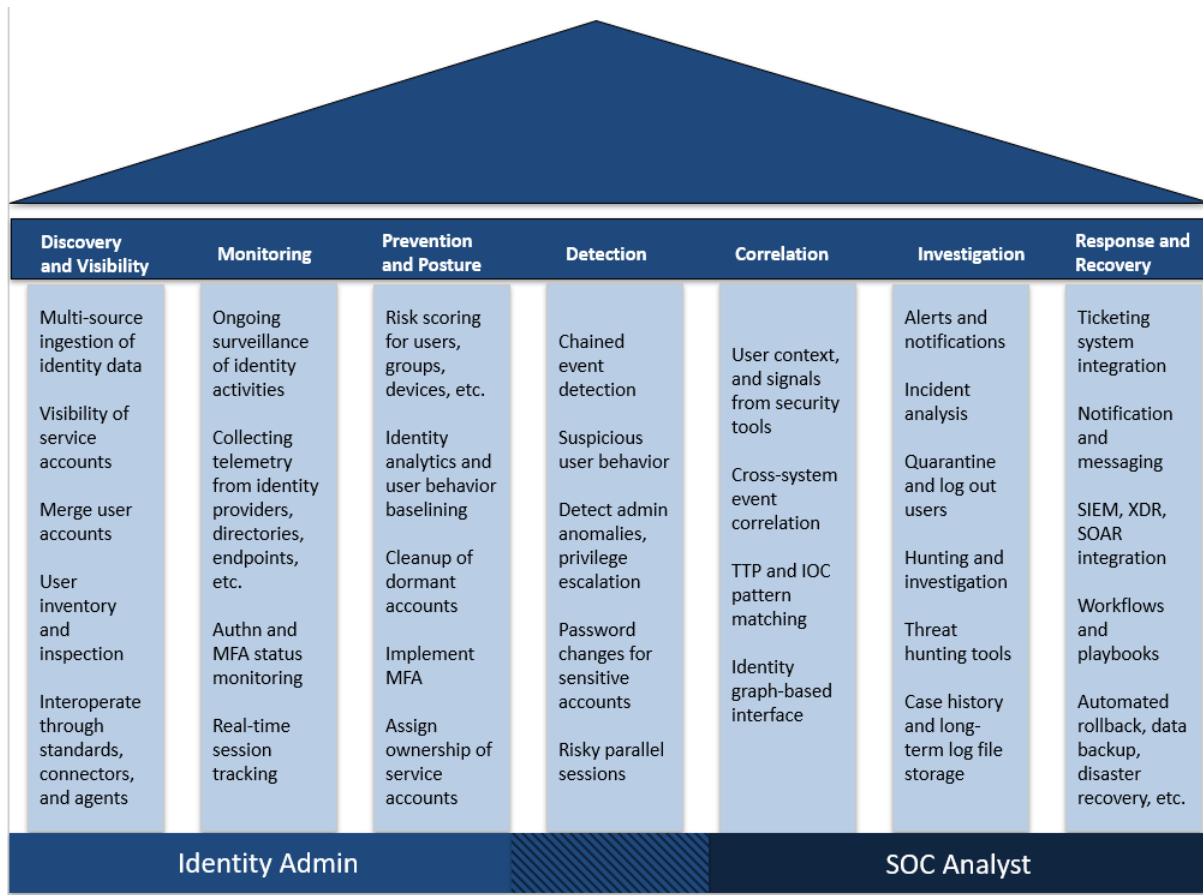 Discovery
and Visibility
Monitoring
Prevention
and Posture
Detection
Correlation
Investigation
Response and
Recovery
Multi-source
ingestion of
identity data
Visibility of
service
accounts
Merge user
accounts
User
inventory
and
inspection
Interoperate
through
standards,
connectors,
and agents
Ongoing
surveillance
of identity
activities
Collecting
telemetry
from identity
providers,
directories,
endpoints,
etc.
Authn and
MFA status
monitoring
Real-time
session
tracking
Risk scoring
for users,
groups,
devices, etc.
Identity
analytics and
user behavior
baselining
Cleanup of
dormant
accounts
Implement
MFA
Assign
ownership of
service
accounts
Chained
event
detection
Suspicious
user behavior
Detect admin
anomalies,
privilege
escalation
Password
changes for
sensitive
accounts
Risky parallel
sessions
User context,
and signals
from security
tools
Cross-system
event
correlation
TTP and IOC
pattern
matching
Identity
graph-based
interface
Alerts and
notifications
Incident
analysis
Quarantine
and log out
users
Hunting and
investigation
Threat
hunting tools
Case history
and long-
term log file
storage
Ticketing
system
integration
Notification
and
messaging
SIEM, XDR,
SOAR
integration
Workflows
and
playbooks
Automated
rollback, data
backup,
disaster
recovery, etc.
Identity Admin
SOC Analyst